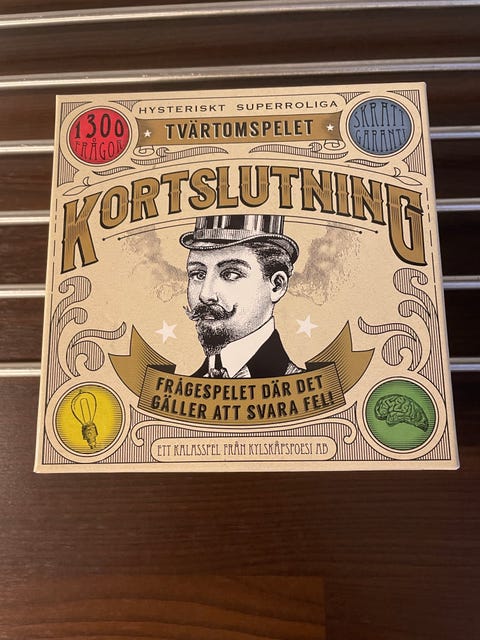 1300
FRÅGOR
HYSTERISKT SUPERROLIGA
TVÄRTOMSPELET
SKRATT
GARANTI
KORTSLUTNING
FRÅGESPELET DÄR DET
GÄLLER ATT SVARA FEL!
ETT KALASSPEL FRÅN KYLSKÅPSPOESI AB